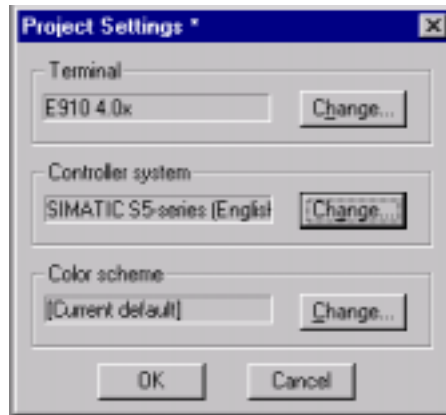 Project Settings *
Terminal
E910 4.0x
Change...
Controller system
SIMATIC S5-series (English
Change...
Color scheme
[Current default]
Change...
OK
Cancel